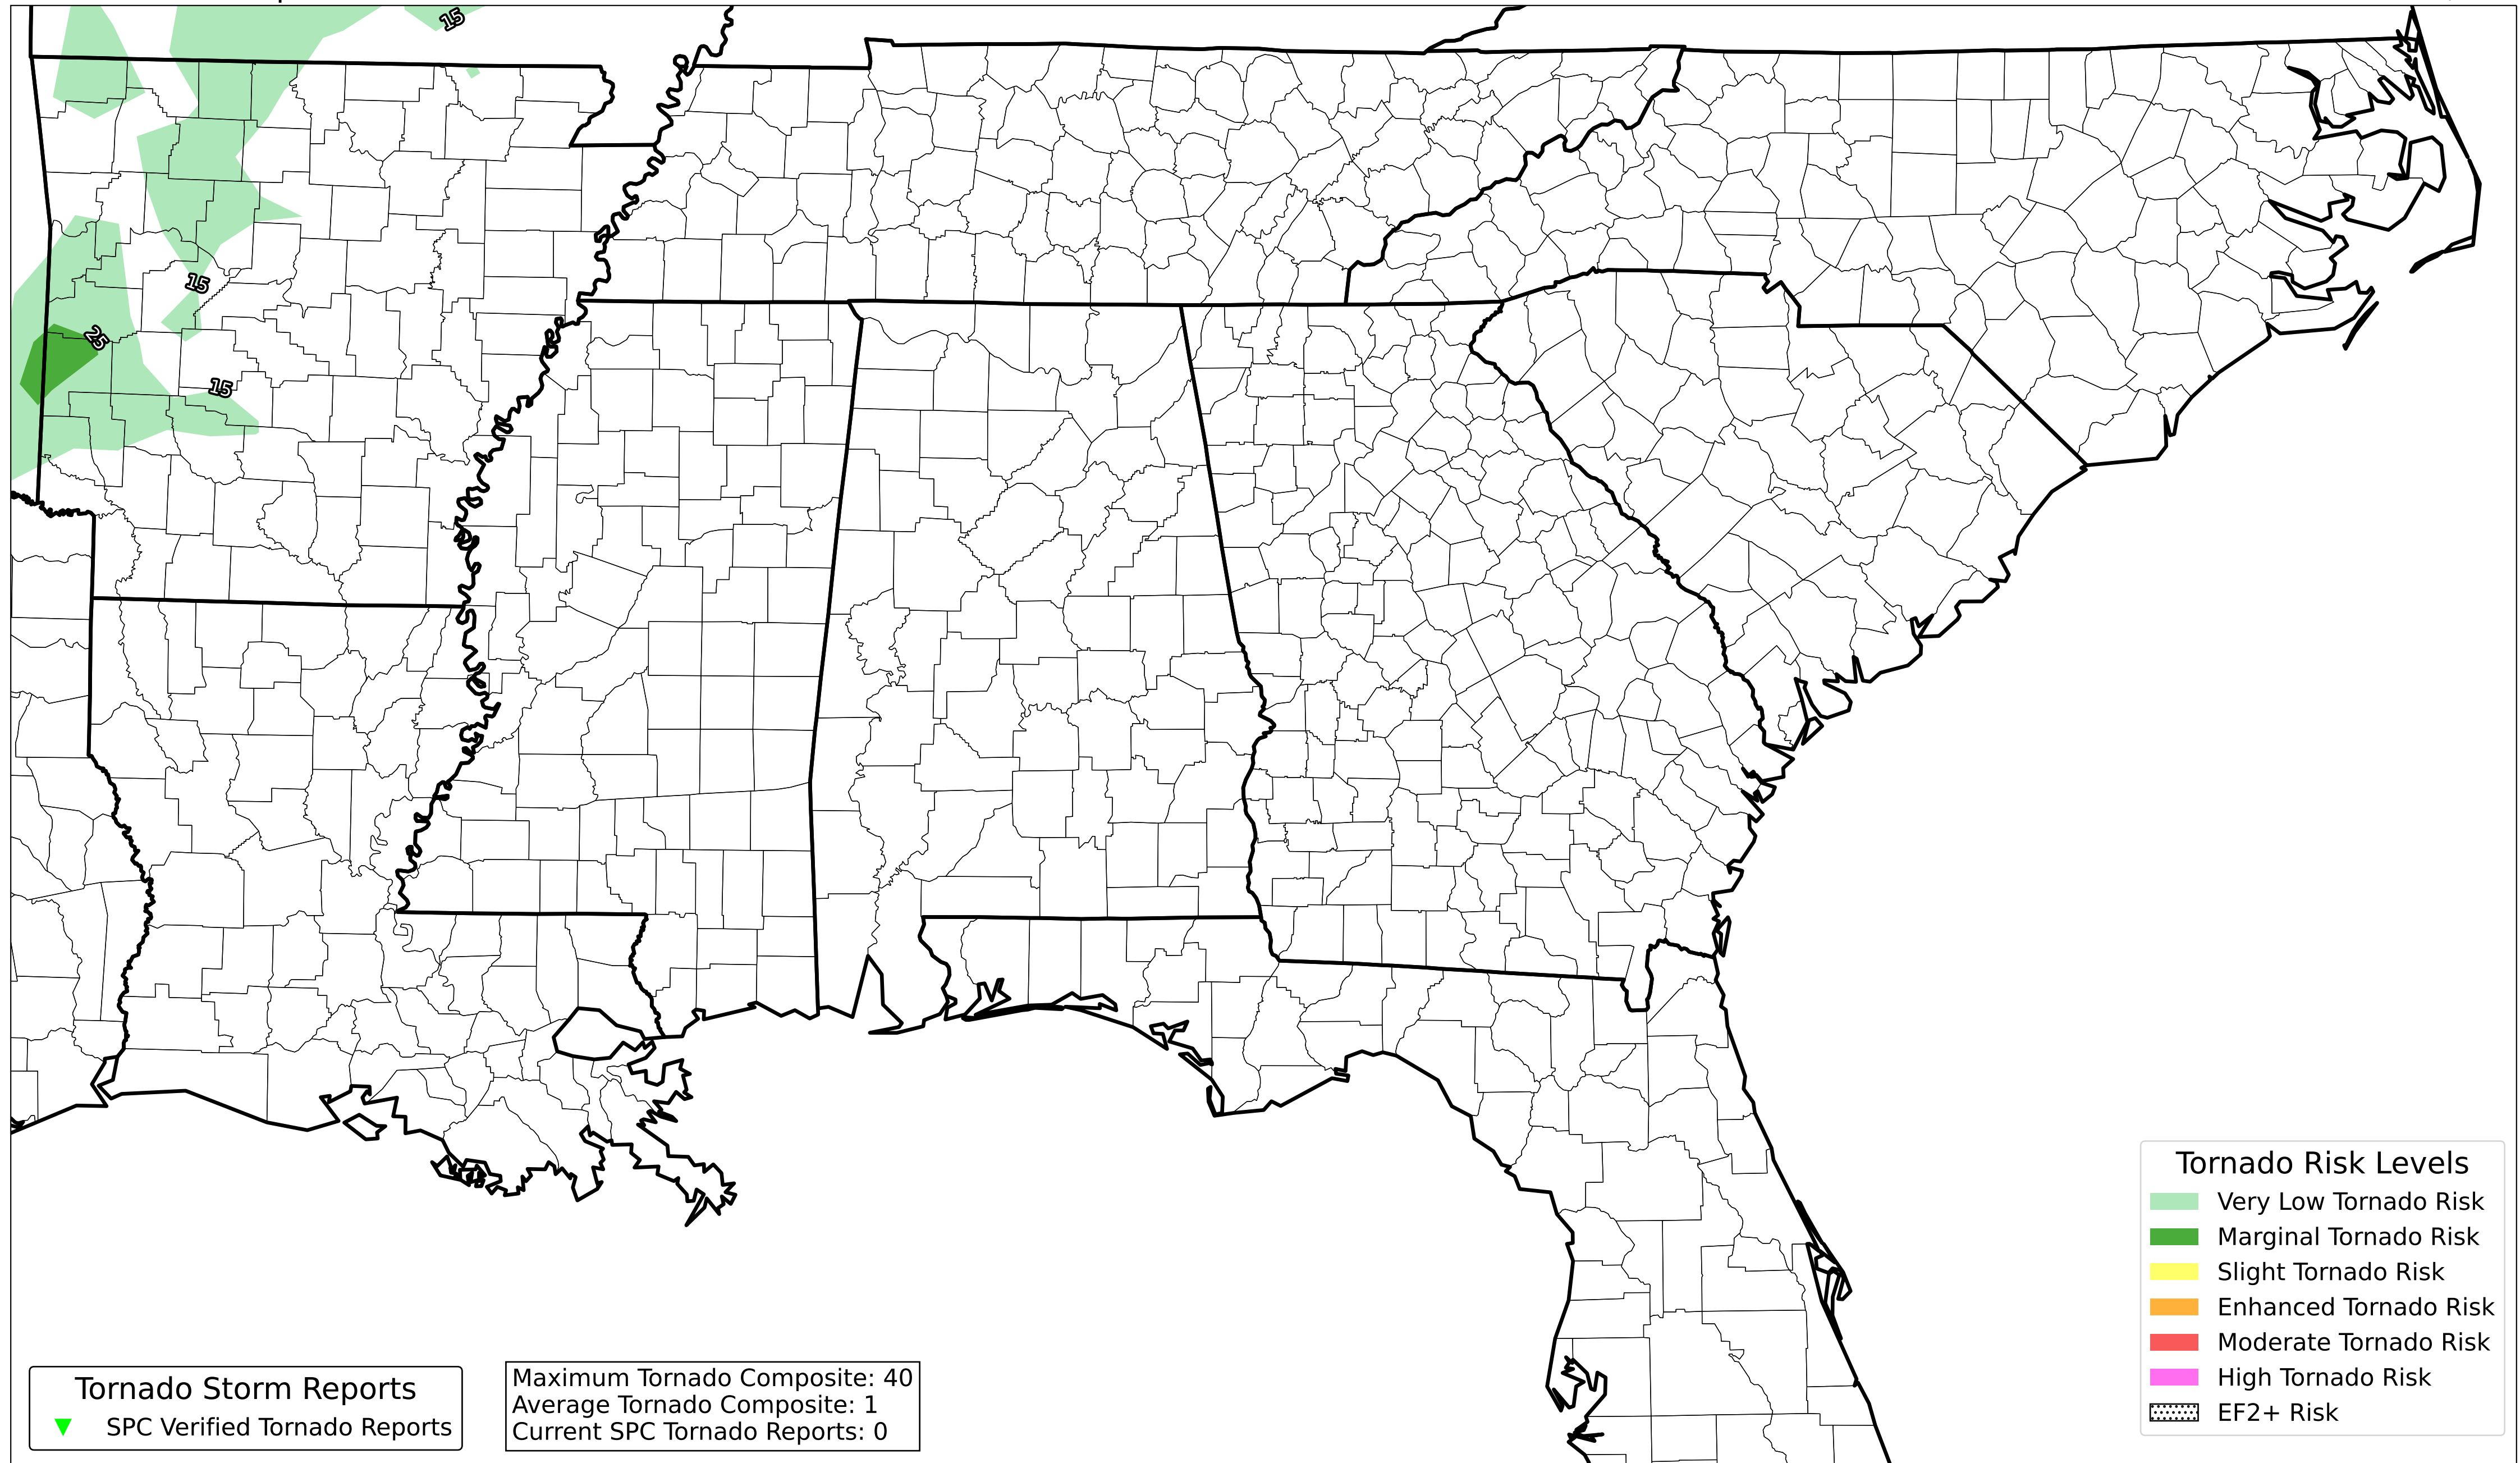 15
15
25
15
Tornado Risk Levels
Very Low Tornado Risk
Marginal Tornado Risk
Slight Tornado Risk
Enhanced Tornado Risk
Moderate Tornado Risk
High Tornado Risk
EF2+ Risk
Tornado Storm Reports
SPC Verified Tornado Reports
Maximum Tornado Composite: 40
Average Tornado Composite: 1
Current SPC Tornado Reports: 0